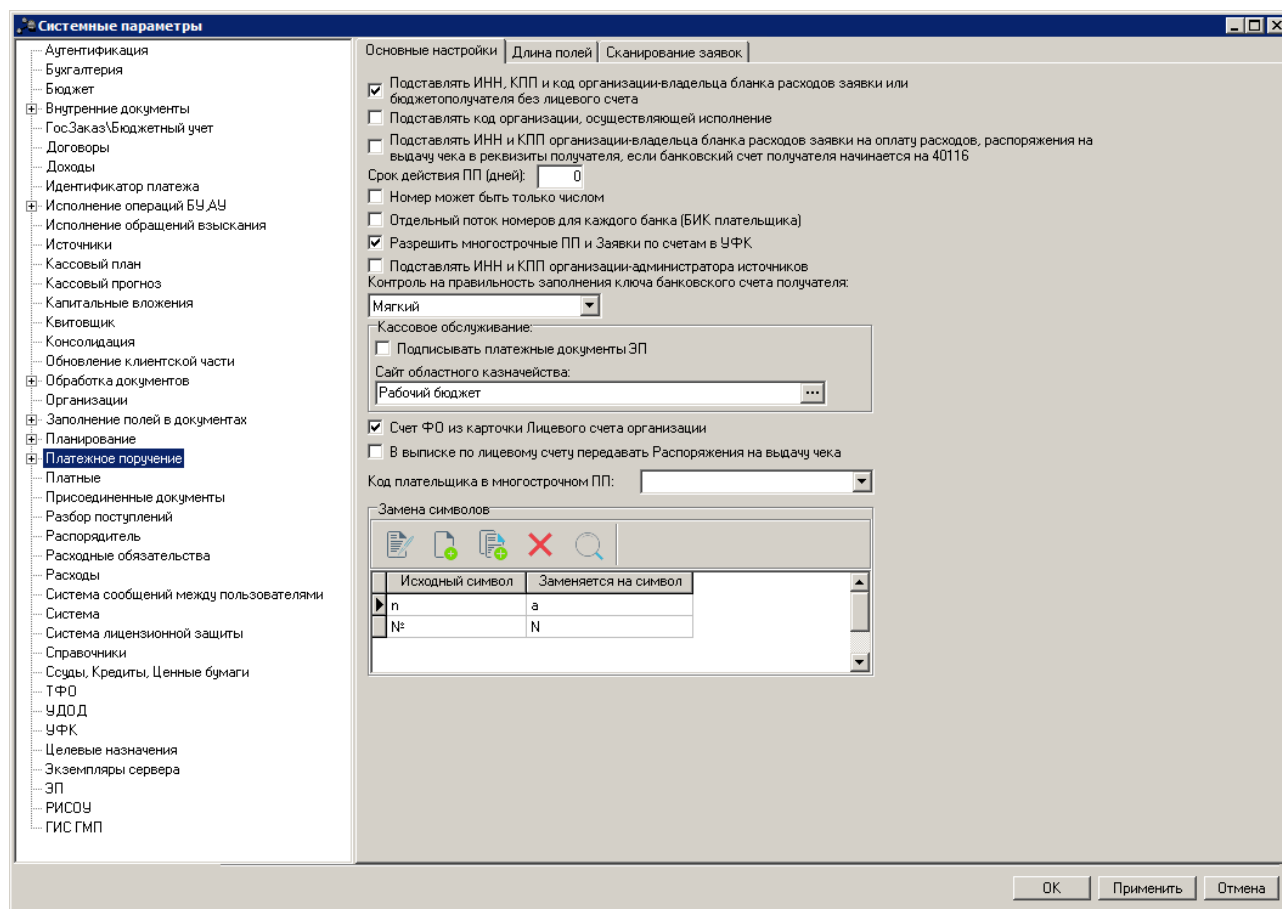 Системные параметры
Аутентификация
Бухгалтерия
Бюджет
Внутренние документы
ГосЗаказ\Бюджетный учет
Договоры
Доходы
Идентификатор платежа
Исполнение операций БУ,АУ
Исполнение обращений взыскания
Источники
Кассовый план
Кассовый прогноз
Капитальные вложения
Квитовщик
Консолидация
Обновление клиентской части
Обработка документов
Организации
Заполнение полей в документах
Планирование
Платежное поручение
Платные
Присоединенные документы
Разбор поступлений
Распорядитель
Расходные обязательства
Расходы
Система сообщений между пользователями
Система
Система лицензионной защиты
Справочники
Ссуды, Кредиты, Ценные бумаги
ТФО
УДОД
УФК
Целевые назначения
Экземпляры сервера
ЭП
РИСОУ
ГИС ГМП
Основные настройки Длина полей Сканирование заявок
Подставлять ИНН, КПП и код организации-владельца бланка расходов заявки или
бюджетополучателя без лицевого счета
Подставлять код организации, осуществляющей исполнение
Подставлять ИНН и КПП организации-владельца бланка расходов заявки на оплату расходов, распоряжения на
выдачу чека в реквизиты получателя, если банковский счет получателя начинается на 40116
Срок действия ПП (дней): 0
Номер может быть только числом
Отдельный поток номеров для каждого банка (БИК плательщика)
Разрешить многострочные ПП и Заявки по счетам в УФК
Подставлять ИНН и КПП организации-администратора источников
Контроль на правильность заполнения ключа банковского счета получателя:
Мягкий
Кассовое обслуживание:
Подписывать платежные документы ЭП
Сайт областного казначейства:
Рабочий бюджет ...
Счет ФО из карточки Лицевого счета организации
В выписке по лицевому счету передавать Распоряжения на выдачу чека
Код плательщика в многострочном ПП:
Замена символов
Исходный символ Заменяется на символ
п а
№ N
OK Применить Отмена